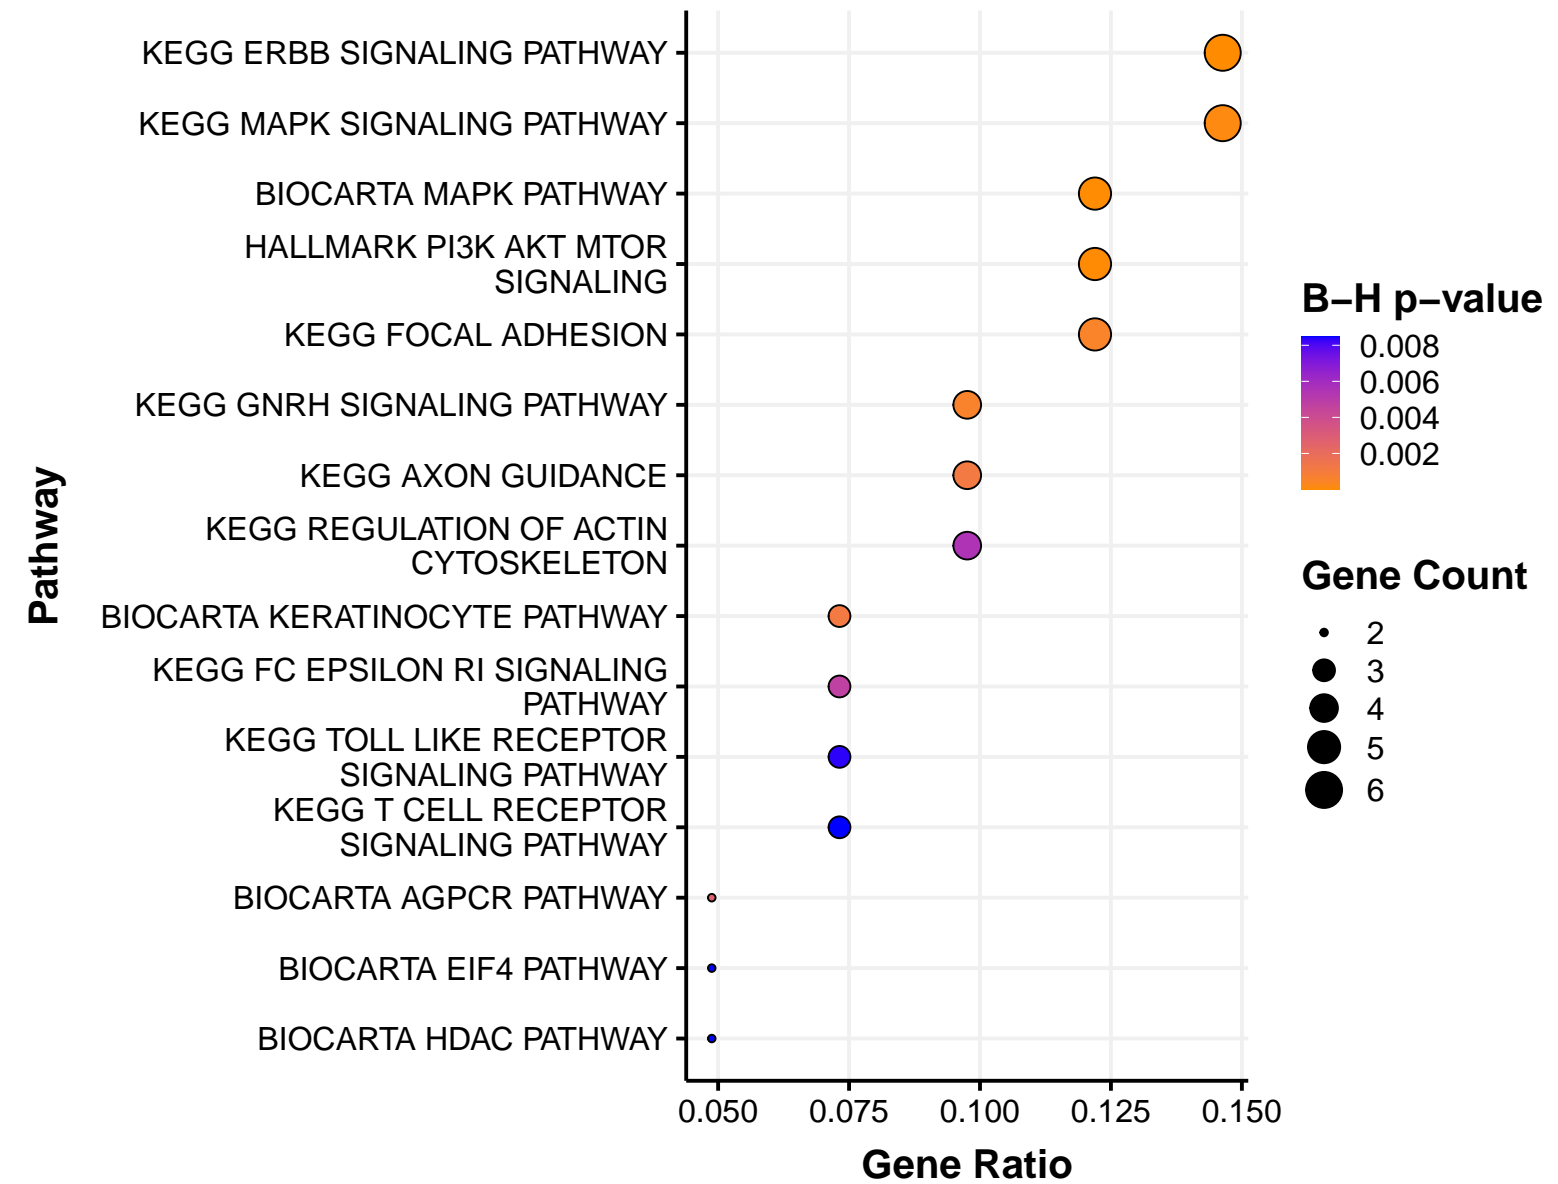 KEGG ERBB SIGNALING PATHWAY
KEGG MAPK SIGNALING PATHWAY
BIOCARTA MAPK PATHWAY
HALLMARK PI3K AKT MTOR
SIGNALING
KEGG FOCAL ADHESION
KEGG GNRH SIGNALING PATHWAY
KEGG AXON GUIDANCE
KEGG REGULATION OF ACTIN
CYTOSKELETON
BIOCARTA KERATINOCYTE PATHWAY
KEGG FC EPSILON RI SIGNALING
PATHWAY
KEGG TOLL LIKE RECEPTOR
SIGNALING PATHWAY
KEGG T CELL RECEPTOR
SIGNALING PATHWAY
BIOCARTA AGPCR PATHWAY
BIOCARTA EIF4 PATHWAY
BIOCARTA HDAC PATHWAY
Pathway
0.050 0.075 0.100 0.125 0.150
Gene Ratio
B−H p−value
0.008
0.006
0.004
0.002
Gene Count
2
3
4
5
6